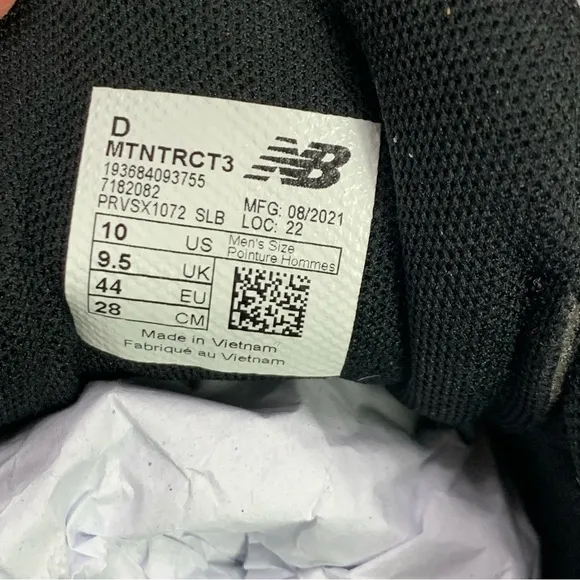 D
MTNTRCT3
193684093755
7182082
PRVSX1072 SLB
NB
MFG: 08/2021
LOC: 22
10 US
9.5 UK
44 EU
28 CM
Men's Size
Pointure Hommes
Made in Vietnam
Fabriqué au Vietnam